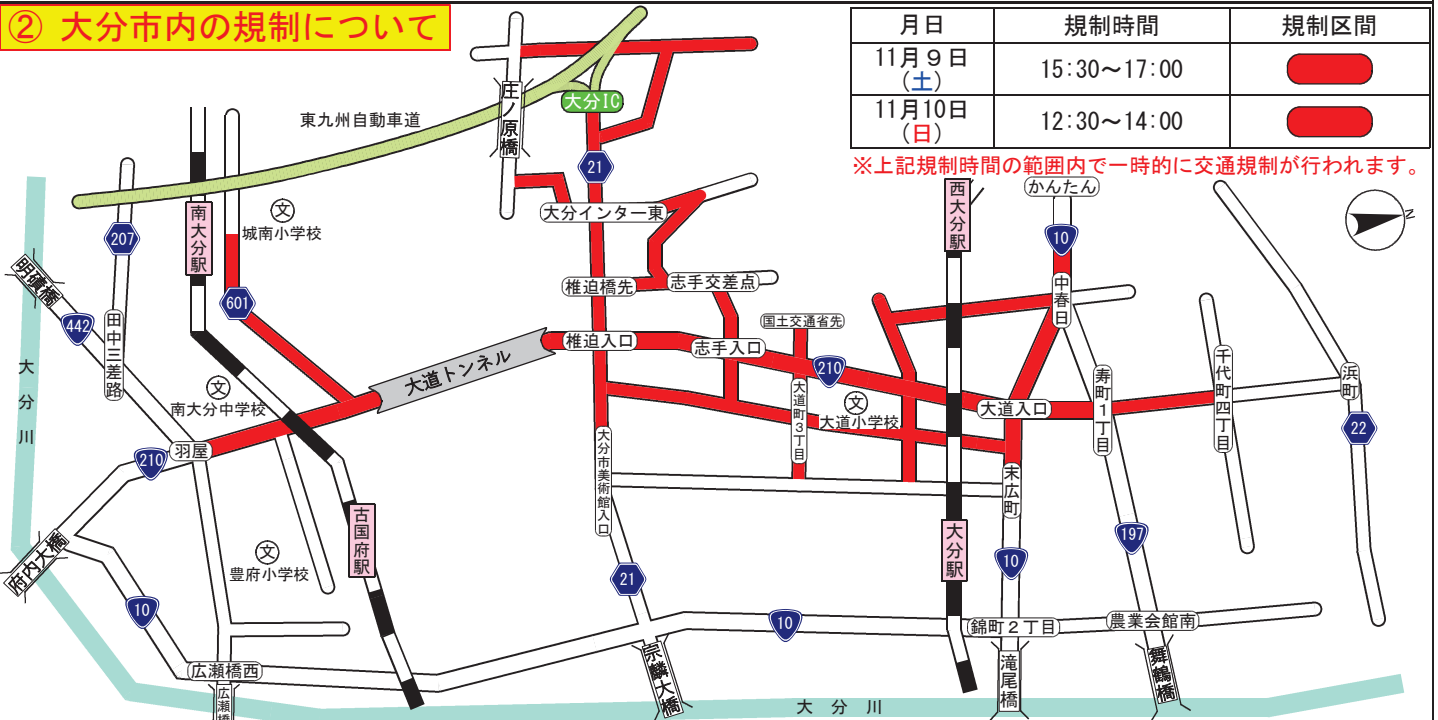 ② 大分市内の規制について
月日 規制時間 規制区間
11月9日
(土)
15:30～17:00
11月10日
(日)
12:30～14:00
※上記規制時間の範囲内で一時的に交通規制が行われます。
東九州自動車道
庄ノ原橋
大分IC
21
西大分駅
かんたん
N
南大分駅
文
城南小学校
大分インター東
207
10
明磧橋
601
椎迫橋先
志手交差点
中春日
442
田中三差路
国土交通省先
大道トンネル
椎迫入口
志手入口
210
千代町四丁目
浜町
大分川
文
南大分中学校
大道町3丁目
文
大道小学校
大道入口
寿町1丁目
22
羽屋
210
大分市美術館入口
末広町
古国府駅
大分駅
197
府内大橋
文
豊府小学校
10
21
10
10
錦町2丁目
農業会館南
広瀬橋西
広瀬橋
宗麟大橋
滝尾橋
舞鶴橋
大分川